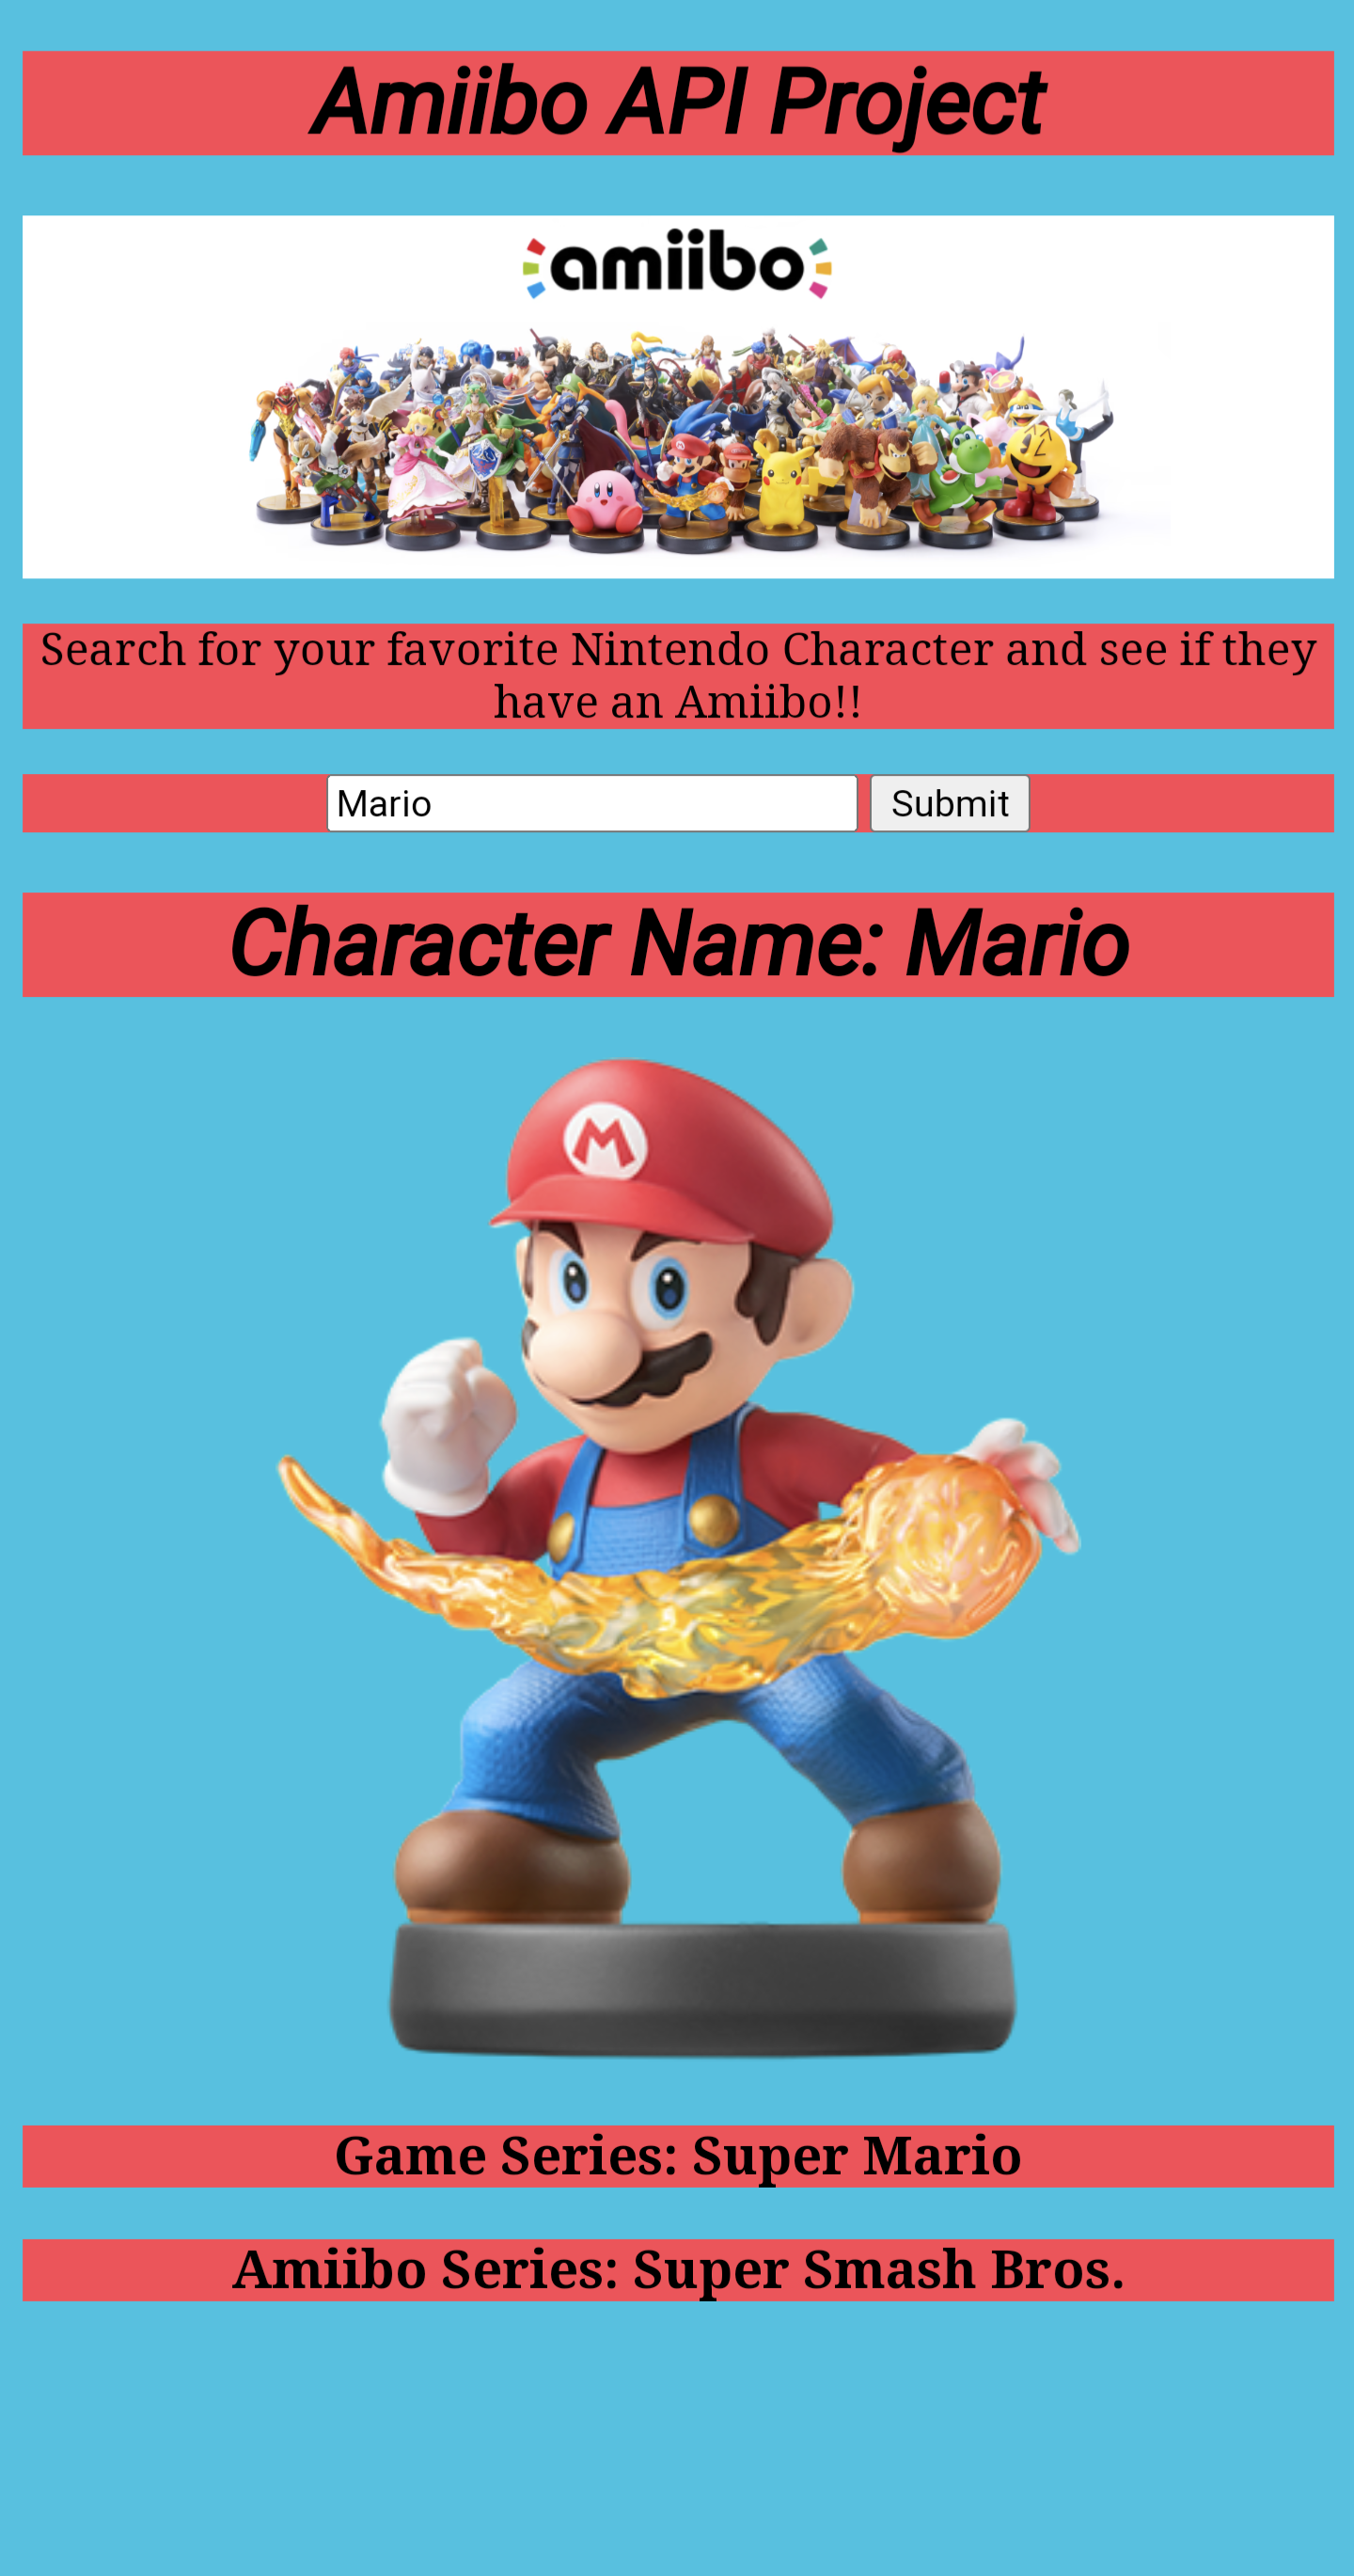 Amiibo API Project
amiibo
Search for your favorite Nintendo Character and see if they
have an Amiibo!!
Mario Submit
Character Name: Mario
M
Game Series: Super Mario
Amiibo Series: Super Smash Bros.